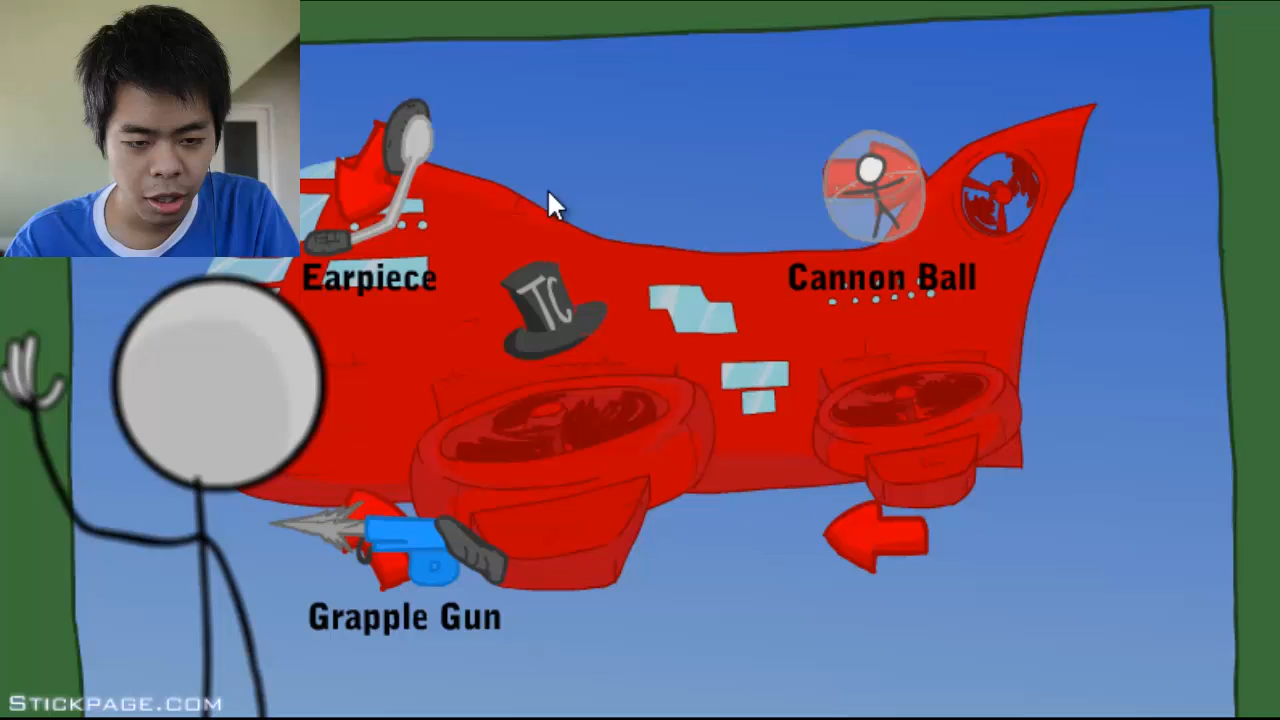 Earpiece
Cannon Ball
TC
Grapple Gun
STICKPAGE.COM